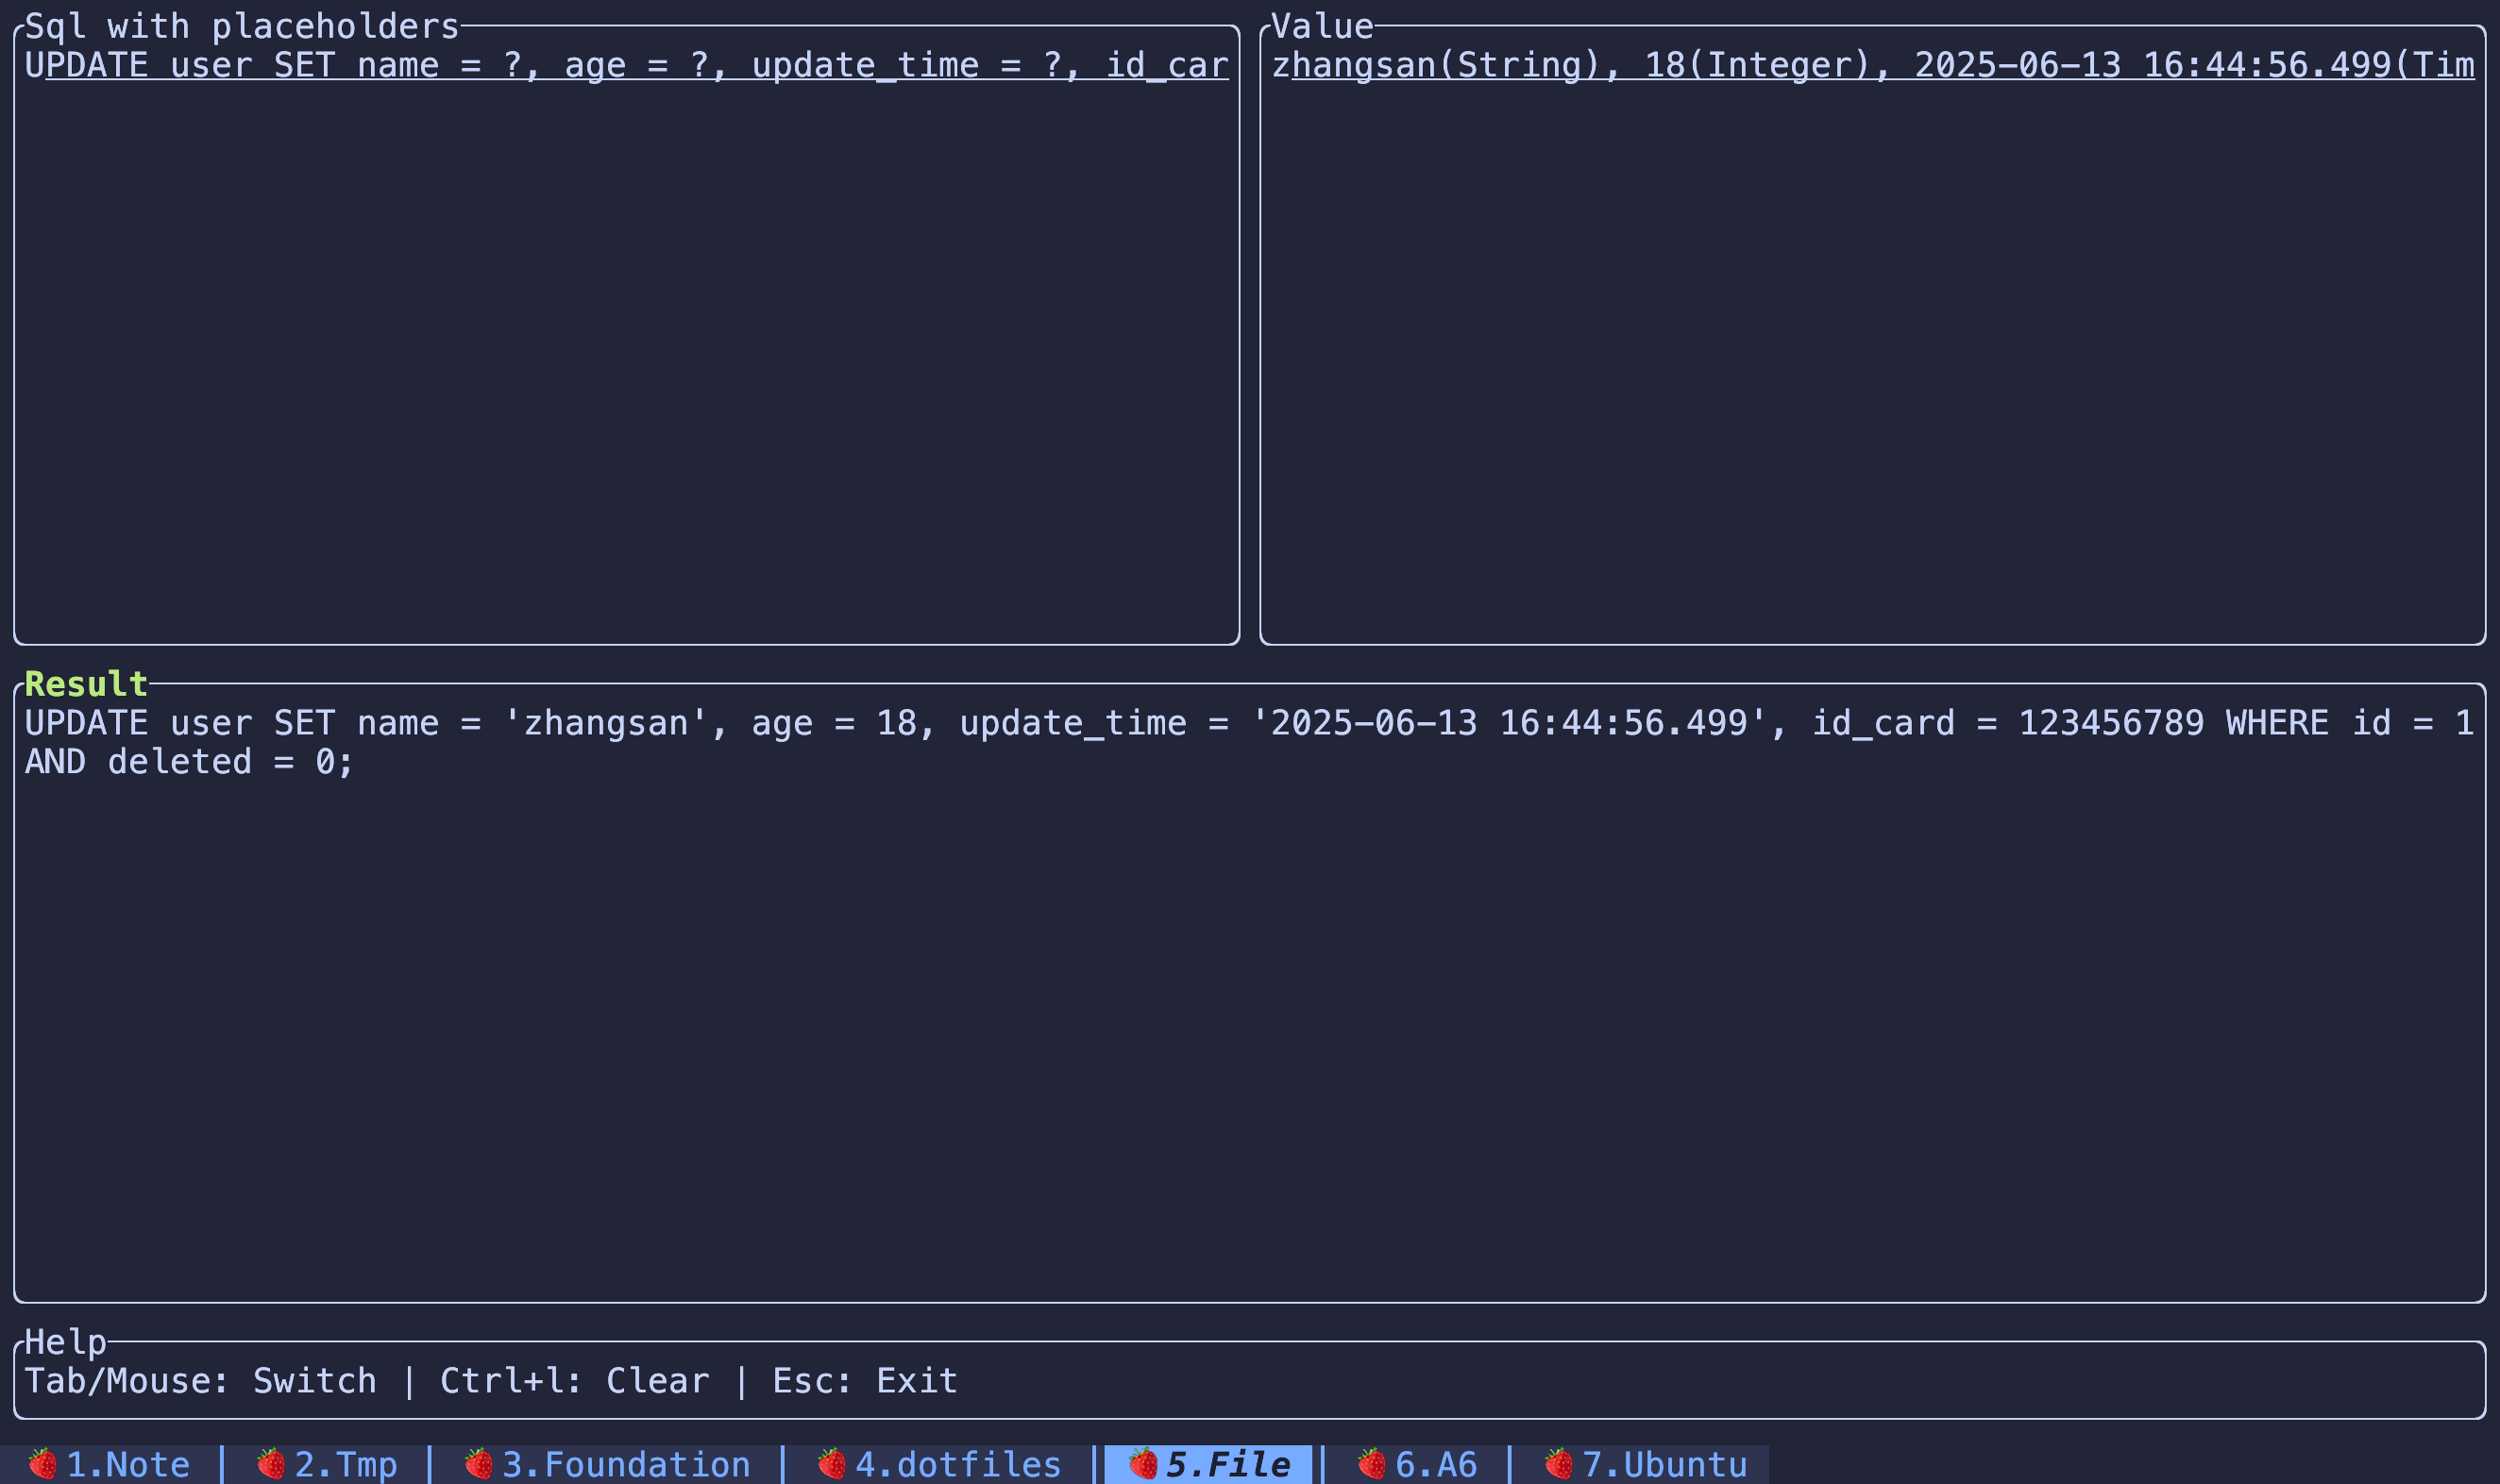 Sql with placeholders
UPDATE user SET name = ?, age = ?, update_time = ?, id_car
Value
zhangsan(String), 18(Integer), 2025-06-13 16:44:56.499(Tim
Result
UPDATE user SET name = 'zhangsan', age = 18, update_time = '2025-06-13 16:44:56.499', id_card = 123456789 WHERE id = 1
AND deleted = 0;
Help
Tab/Mouse: Switch | Ctrl+l: Clear | Esc: Exit
1.Note | 2.Tmp | 3.Foundation | 4.dotfiles | 5.File | 6.A6 | 7.Ubuntu